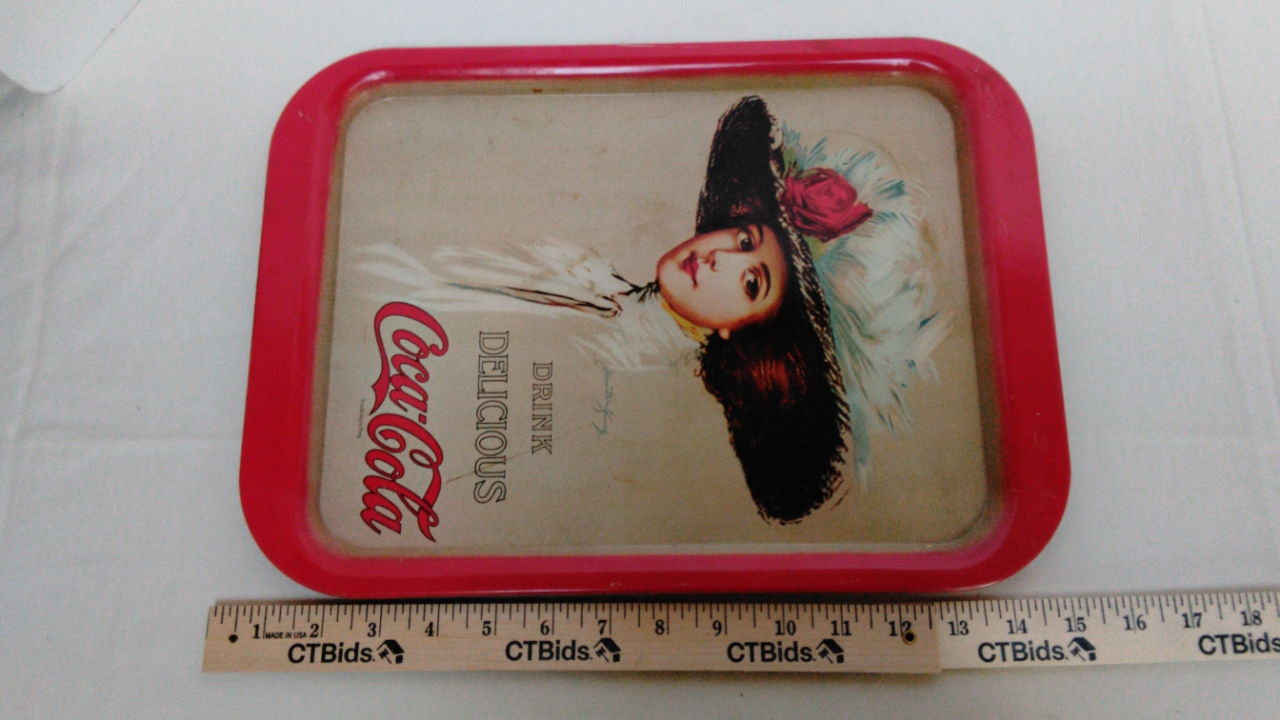 DRINK
DELICIOUS
Coca-Cola
1 2 3 4 5 6 7 8 9 10 11 12 13 14 15 16 17 18
MADE IN USA
CTBids. CTBids. CTBids. CTBids. CTBids